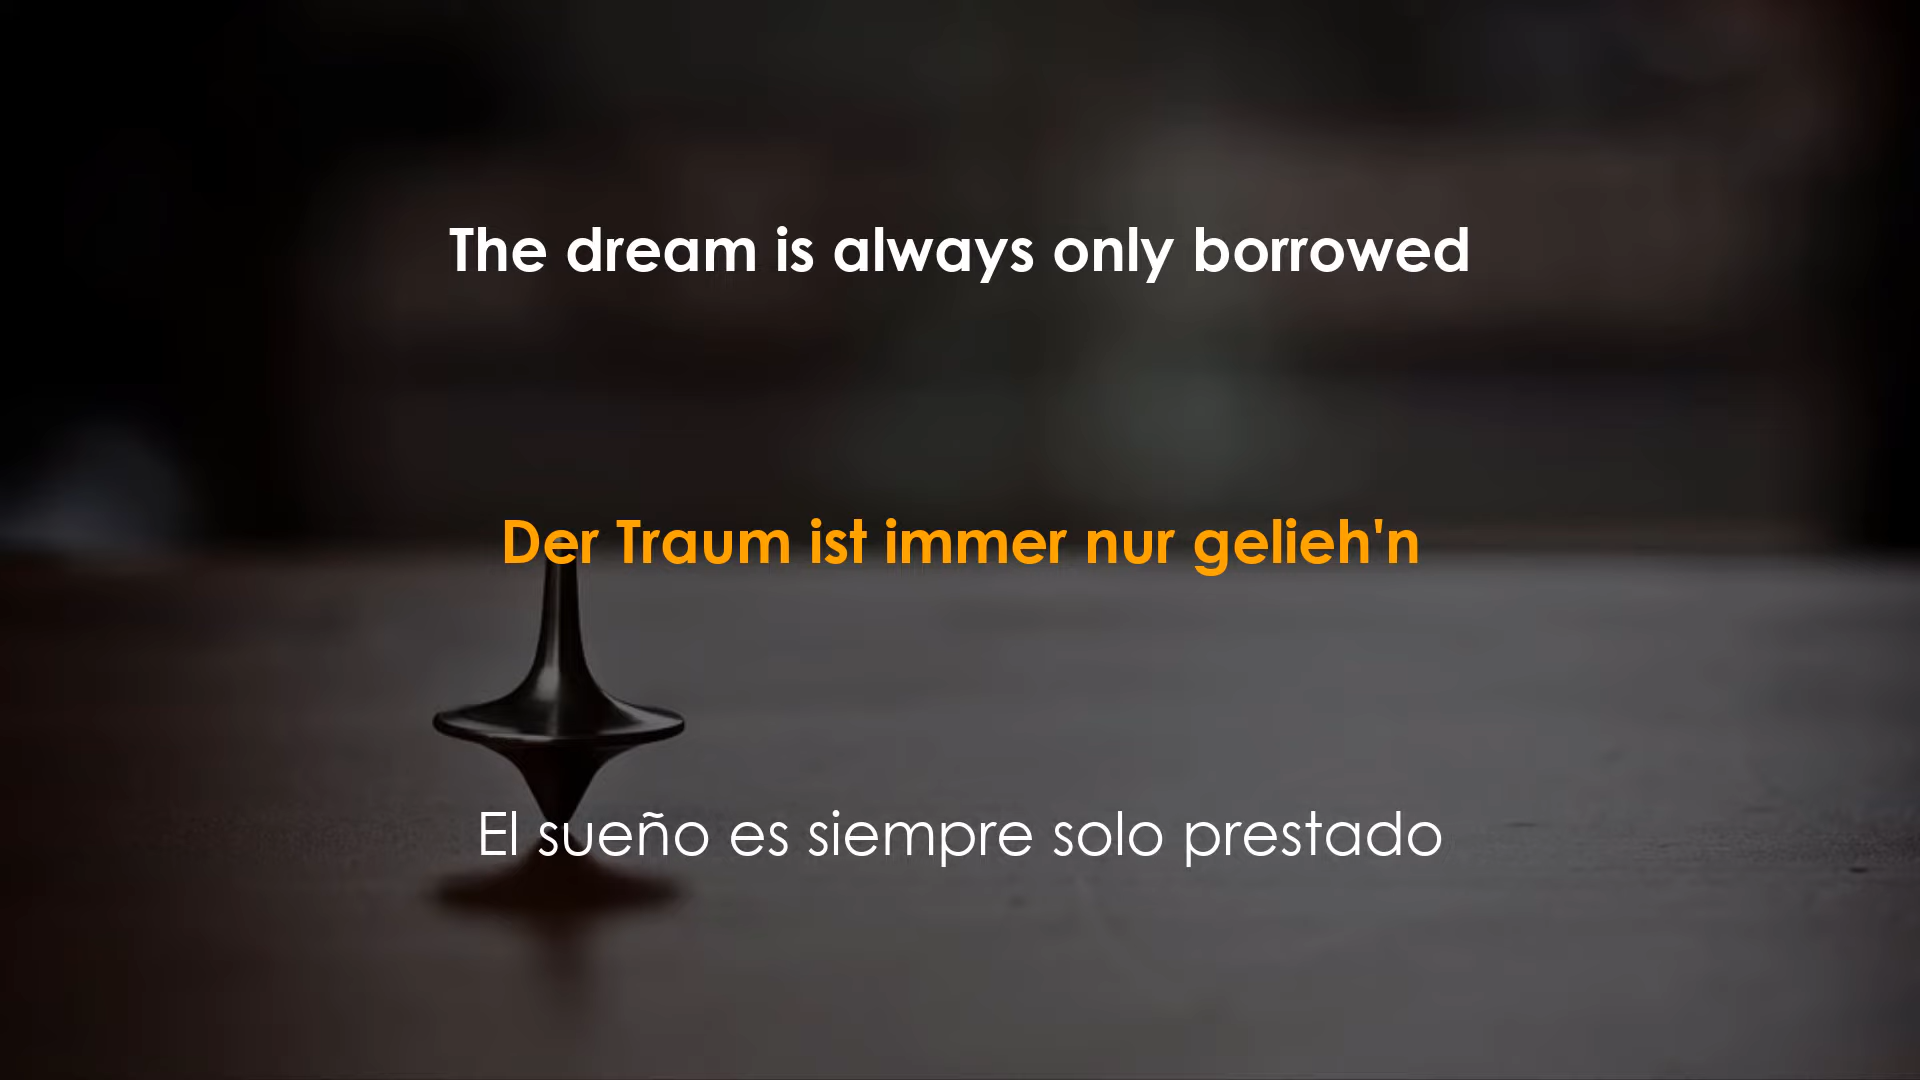 The dream is always only borrowed
Der Traum ist immer nur gelieh'n
El sueño es siempre solo prestado